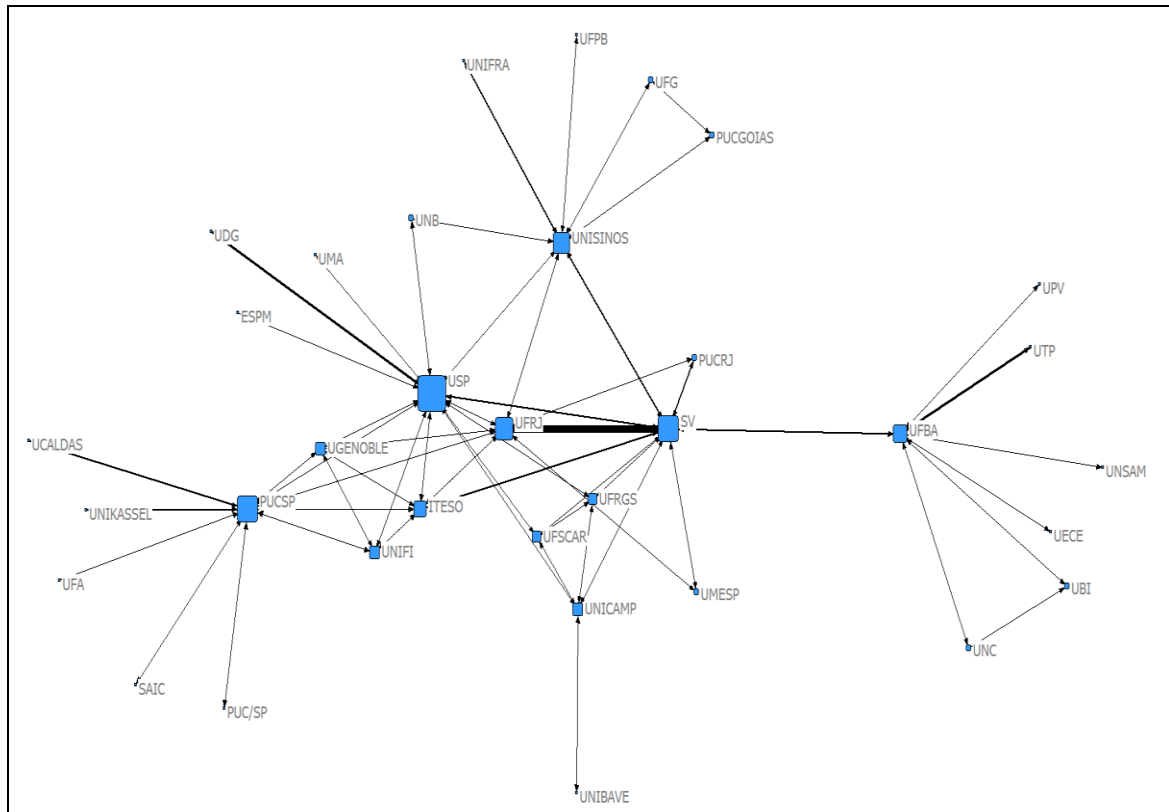 UFPB
UNIFRA
UFG
PUCGOIAS
UNB
UDG
UNISINOS
UMA
UPV
ESPM
UTP
PUCRJ
USP
SV
UFRJ
UFBA
UCALDAS
UGENOBLE
UNSAM
PUCSP
UFRGS
UNIKASSEL
ITESO
UECE
UFSCAR
UNIFI
UFA
UBI
UMESP
UNICAMP
UNC
SAIC
PUC/SP
UNIBAVE